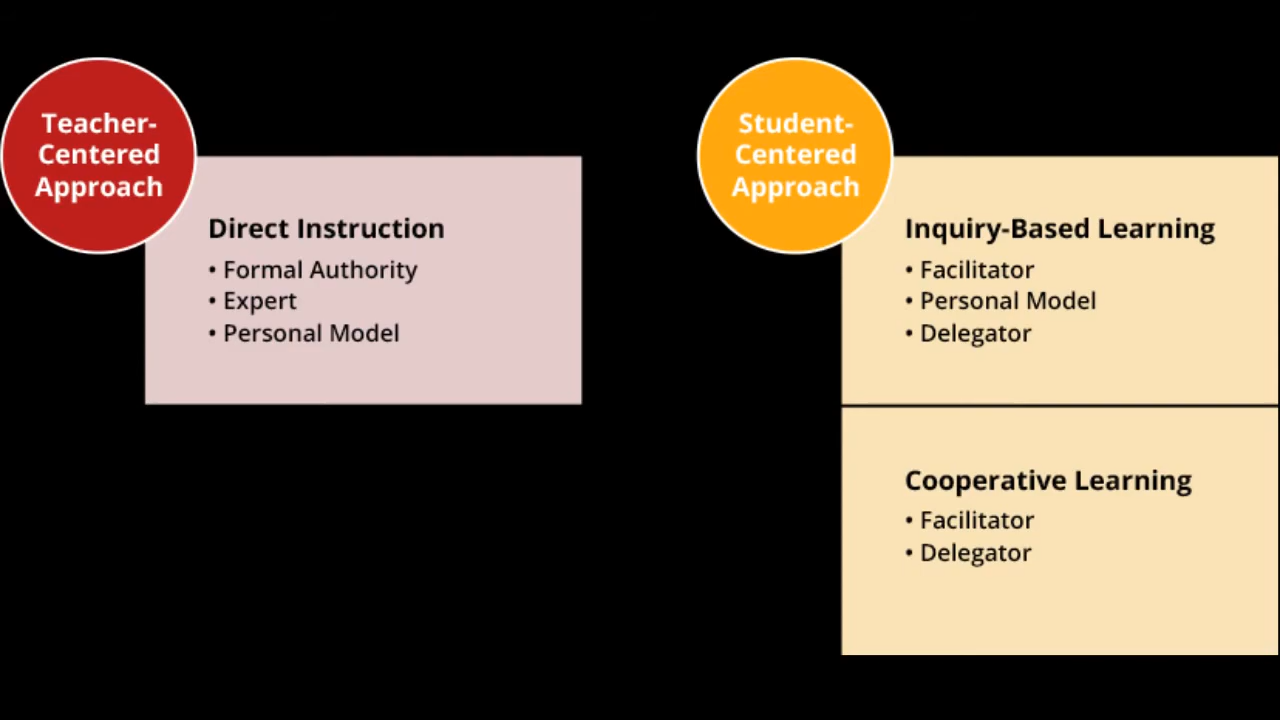 Teacher-
Centered
Approach
Direct Instruction
• Formal Authority
• Expert
• Personal Model
Student-
Centered
Approach
Inquiry-Based Learning
• Facilitator
• Personal Model
• Delegator
Cooperative Learning
• Facilitator
• Delegator